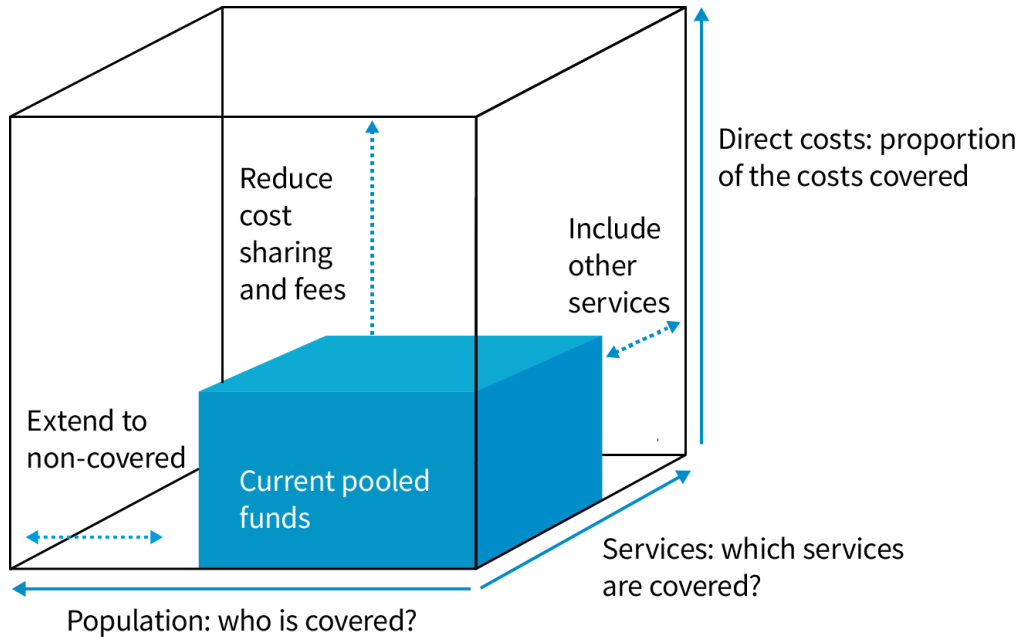 Direct costs: proportion
of the costs covered
Reduce
cost
sharing
and fees
Include
other
services
Extend to
non-covered
Current pooled
funds
Services: which services
are covered?
Population: who is covered?